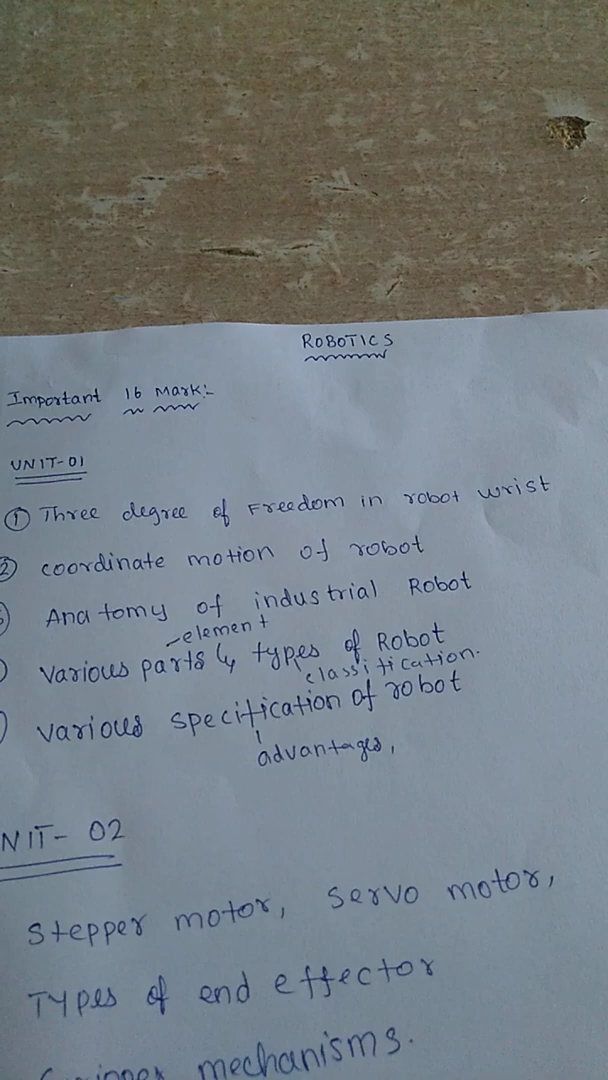 ROBOTICS
Important 16 Mark:-
UNIT-01
① Three degree of Freedom in robot wrist
② coordinate motion of robot
Anatomy of industrial Robot
-element
Various parts & types of Robot
classification.
various specification of robot
advantages,
NIT- 02
Stepper motor, Servo motor,
Types of end effector
mechanisms.